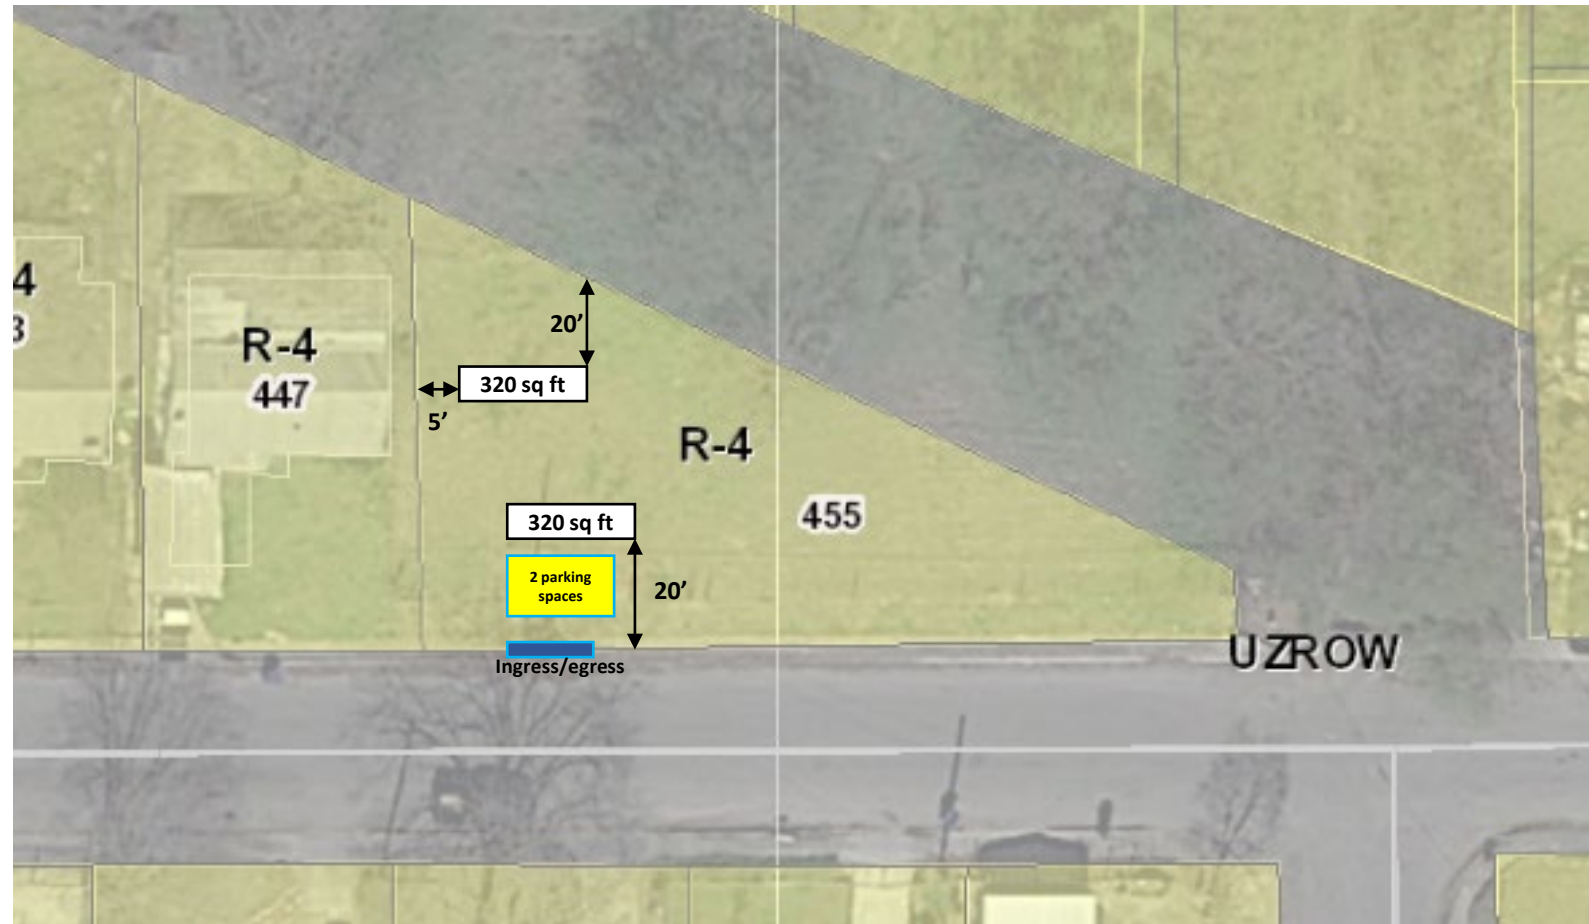 4
3
R-4
447
20’
320 sq ft
5’
R-4
455
320 sq ft
2 parking
spaces
20’
Ingress/egress
UZROW